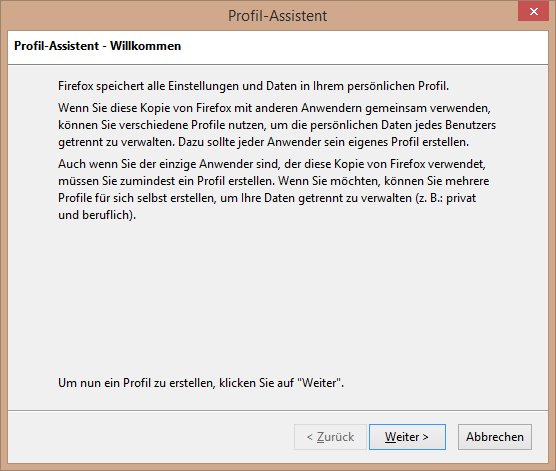 Profil-Assistent
Profil-Assistent - Willkommen
Firefox speichert alle Einstellungen und Daten in Ihrem persönlichen Profil.
Wenn Sie diese Kopie von Firefox mit anderen Anwendern gemeinsam verwenden,
können Sie verschiedene Profile nutzen, um die persönlichen Daten jedes Benutzers
getrennt zu verwalten. Dazu sollte jeder Anwender sein eigenes Profil erstellen.
Auch wenn Sie der einzige Anwender sind, der diese Kopie von Firefox verwendet,
müssen Sie zumindest ein Profil erstellen. Wenn Sie möchten, können Sie mehrere
Profile für sich selbst erstellen, um Ihre Daten getrennt zu verwalten (z. B.: privat
und beruflich).
Um nun ein Profil zu erstellen, klicken Sie auf "Weiter".
< Zurück Weiter > Abbrechen